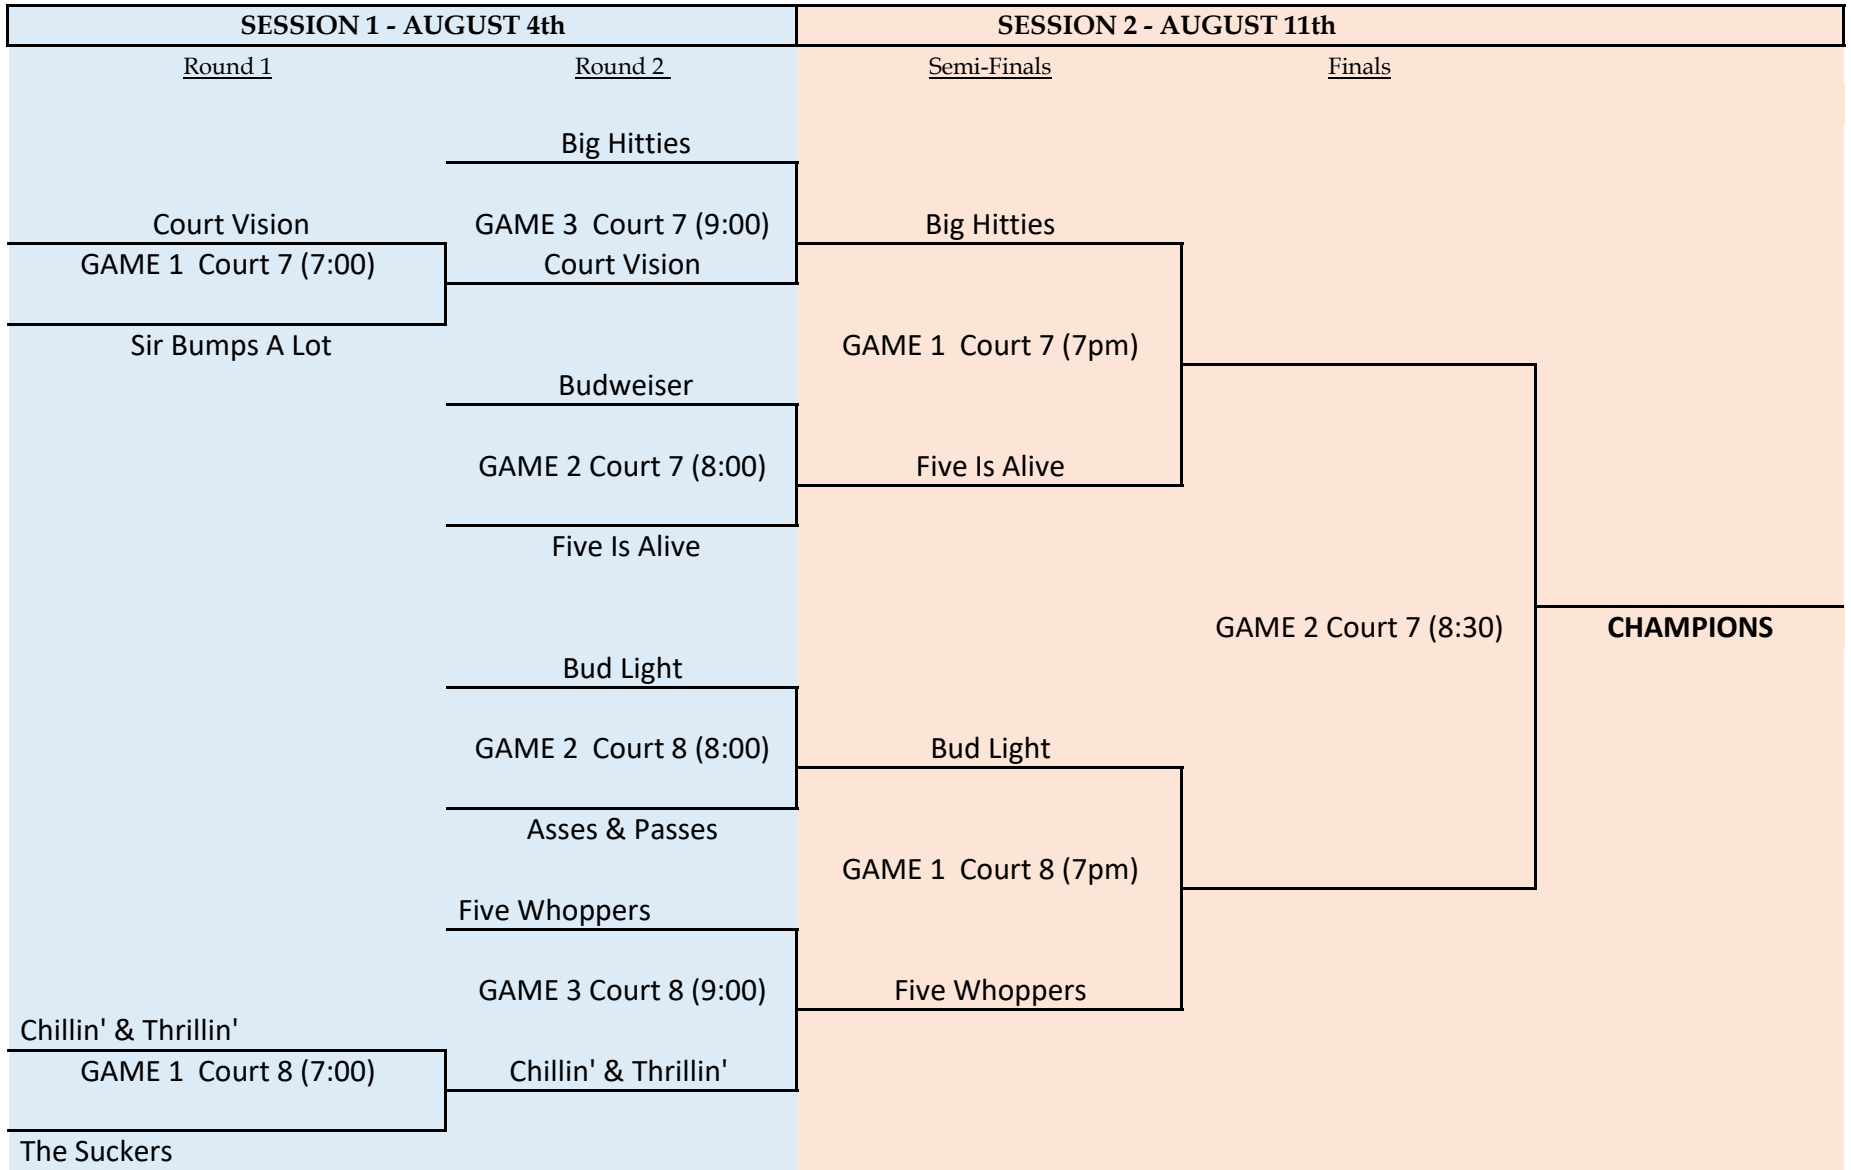 SESSION 1 - AUGUST 4th SESSION 2 - AUGUST 11th
Round 1 Round 2 Semi-Finals Finals
Big Hitties
Court Vision GAME 3 Court 7 (9:00) Big Hitties
GAME 1 Court 7 (7:00) Court Vision
Sir Bumps A Lot GAME 1 Court 7 (7pm)
Budweiser
GAME 2 Court 7 (8:00) Five Is Alive
Five Is Alive
GAME 2 Court 7 (8:30) CHAMPIONS
Bud Light
GAME 2 Court 8 (8:00) Bud Light
Asses & Passes
GAME 1 Court 8 (7pm)
Five Whoppers
GAME 3 Court 8 (9:00) Five Whoppers
Chillin' & Thrillin'
GAME 1 Court 8 (7:00) Chillin' & Thrillin'
The Suckers